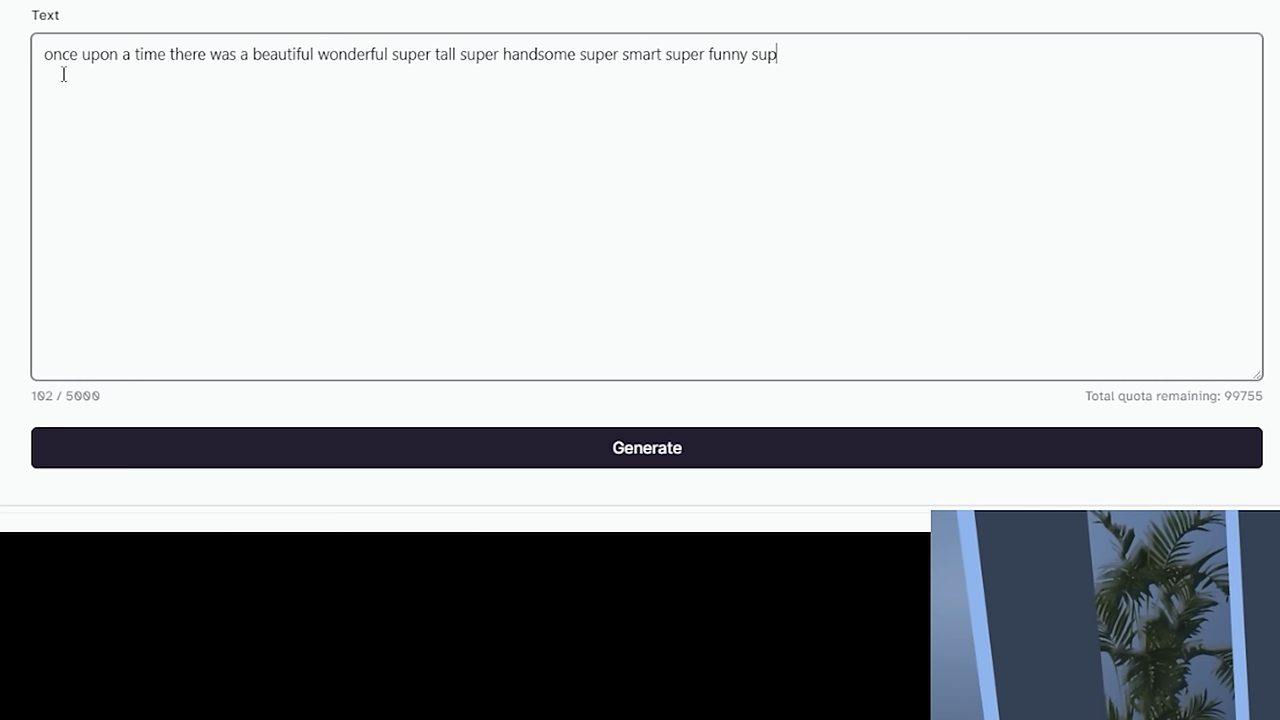 Text
once upon a time there was a beautiful wonderful super tall super handsome super smart super funny sup
102 / 5000
Total quota remaining: 99755
Generate